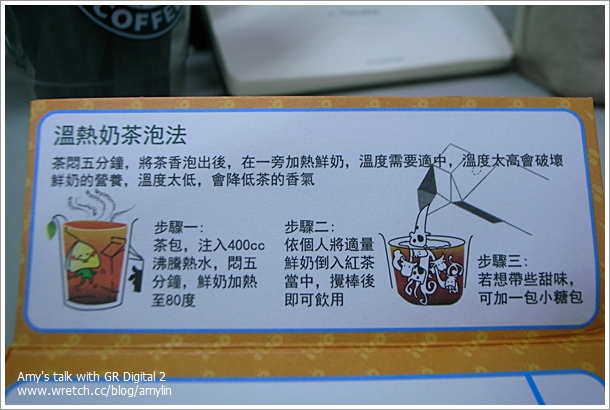 COFFEE
溫熱奶茶泡法
茶悶五分鐘，將茶香泡出後，在一旁加熱鮮奶，溫度需要適中，溫度太高會破壞
鮮奶的營養，溫度太低，會降低茶的香氣
步驟一：
茶包，注入400cc
沸騰熱水，悶五
分鐘，鮮奶加熱
至80度
步驟二：
依個人將適量
鮮奶倒入紅茶
當中，攪棒後
即可飲用
步驟三：
若想帶些甜味，
可加一包小糖包
Amy's talk with GR Digital 2
www.wretch.cc/blog/amylin